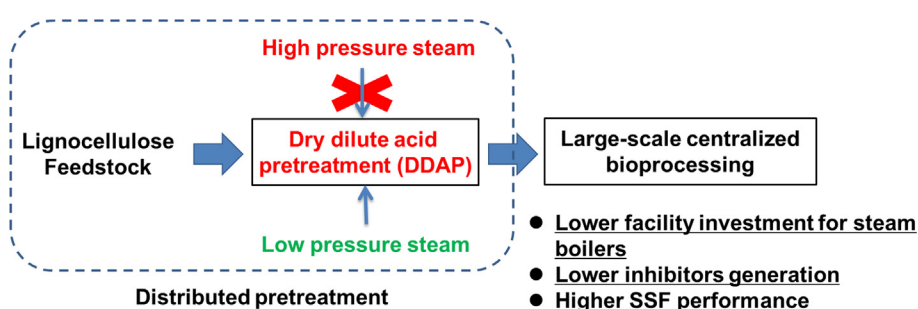 High pressure steam
Lignocellulose
Feedstock
Dry dilute acid
pretreatment (DDAP)
Large-scale centralized
bioprocessing
Low pressure steam
Distributed pretreatment
● Lower facility investment for steam
boilers
● Lower inhibitors generation
● Higher SSF performance